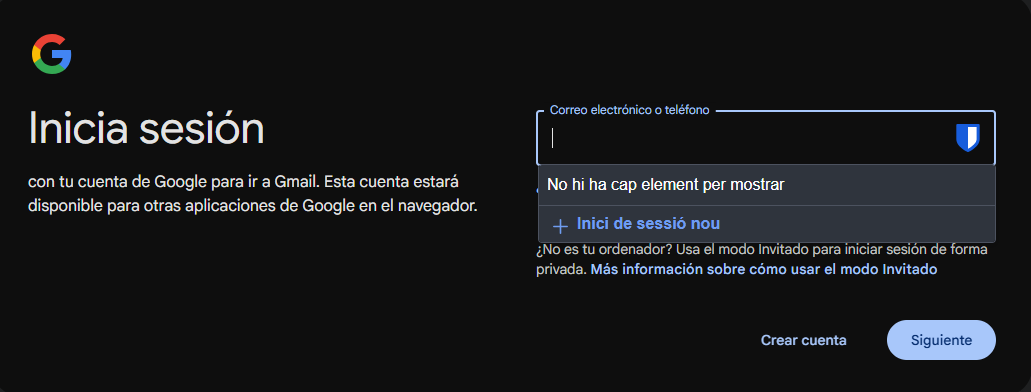 Inicia sesión
con tu cuenta de Google para ir a Gmail. Esta cuenta estará
disponible para otras aplicaciones de Google en el navegador.
Correo electrónico o teléfono
No hi ha cap element per mostrar
Inici de sessió nou
¿No es tu ordenador? Usa el modo Invitado para iniciar sesión de forma
privada. Más información sobre cómo usar el modo Invitado
Crear cuenta
Siguiente